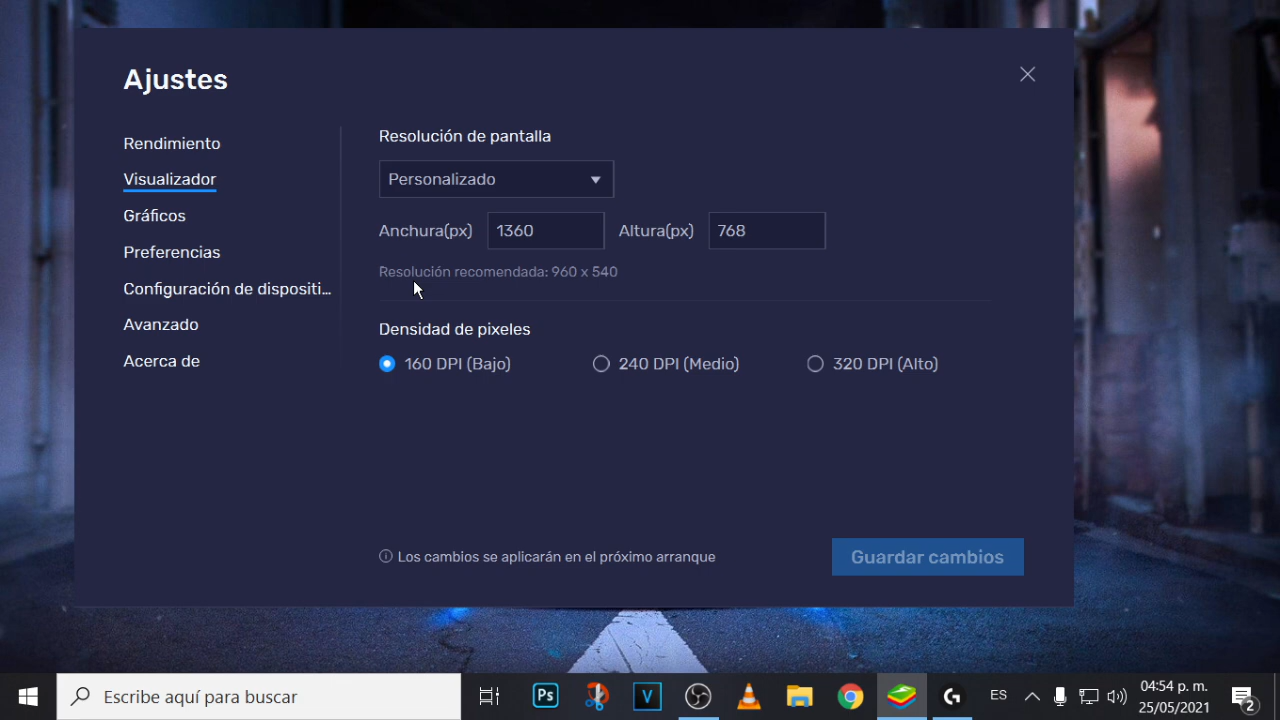 Ajustes
Rendimiento
Visualizador
Gráficos
Preferencias
Configuración de dispositi...
Avanzado
Acerca de
Resolución de pantalla
Personalizado
Anchura(px) 1360 Altura(px) 768
Resolución recomendada: 960 x 540
Densidad de pixeles
160 DPI (Bajo) 240 DPI (Medio) 320 DPI (Alto)
Los cambios se aplicarán en el próximo arranque
Guardar cambios
Escribe aquí para buscar
Ps
V
ES
04:54 p. m.
25/05/2021
2